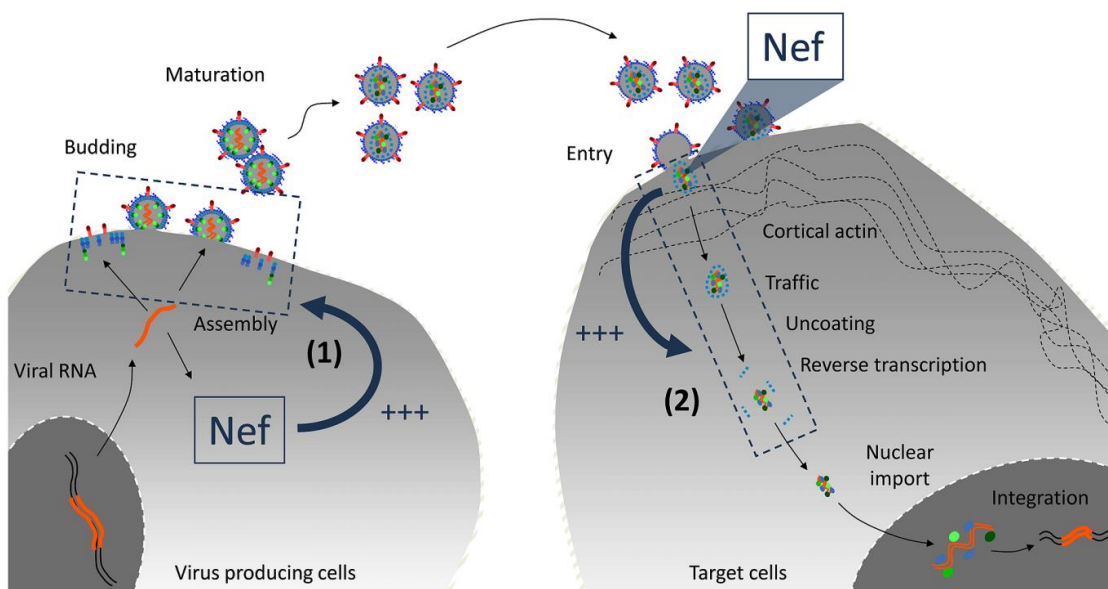 Nef
Maturation
Budding
Entry
Cortical actin
Traffic
Assembly
Uncoating
(1)
+++
Viral RNA
Reverse transcription
(2)
Nef
+++
Nuclear
import
Integration
Virus producing cells
Target cells